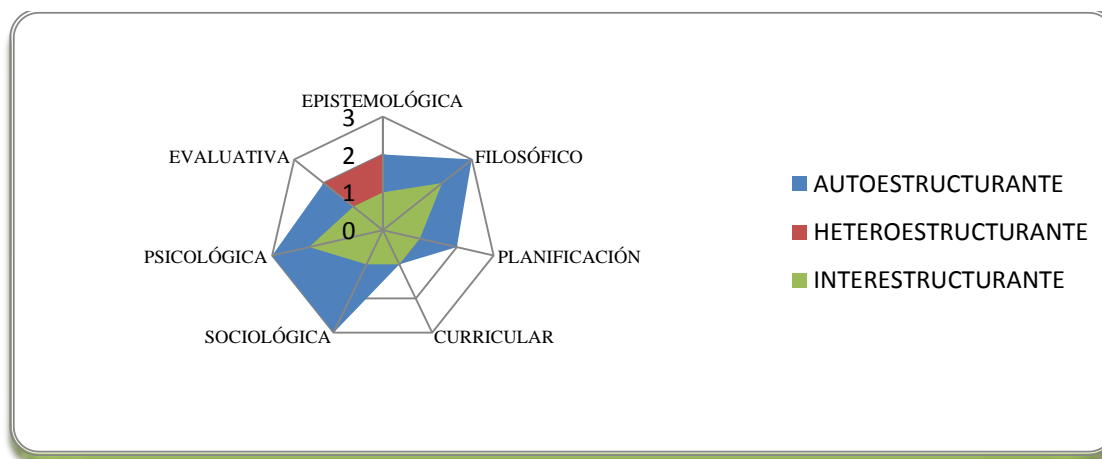 EPISTEMOLÓGICA
3
EVALUATIVA
2
FILOSÓFICO
1
0
PSICOLÓGICA
PLANIFICACIÓN
SOCIOLÓGICA
CURRICULAR
AUTOESTRUCTURANTE
HETEROESTRUCTURANTE
INTERESTRUCTURANTE